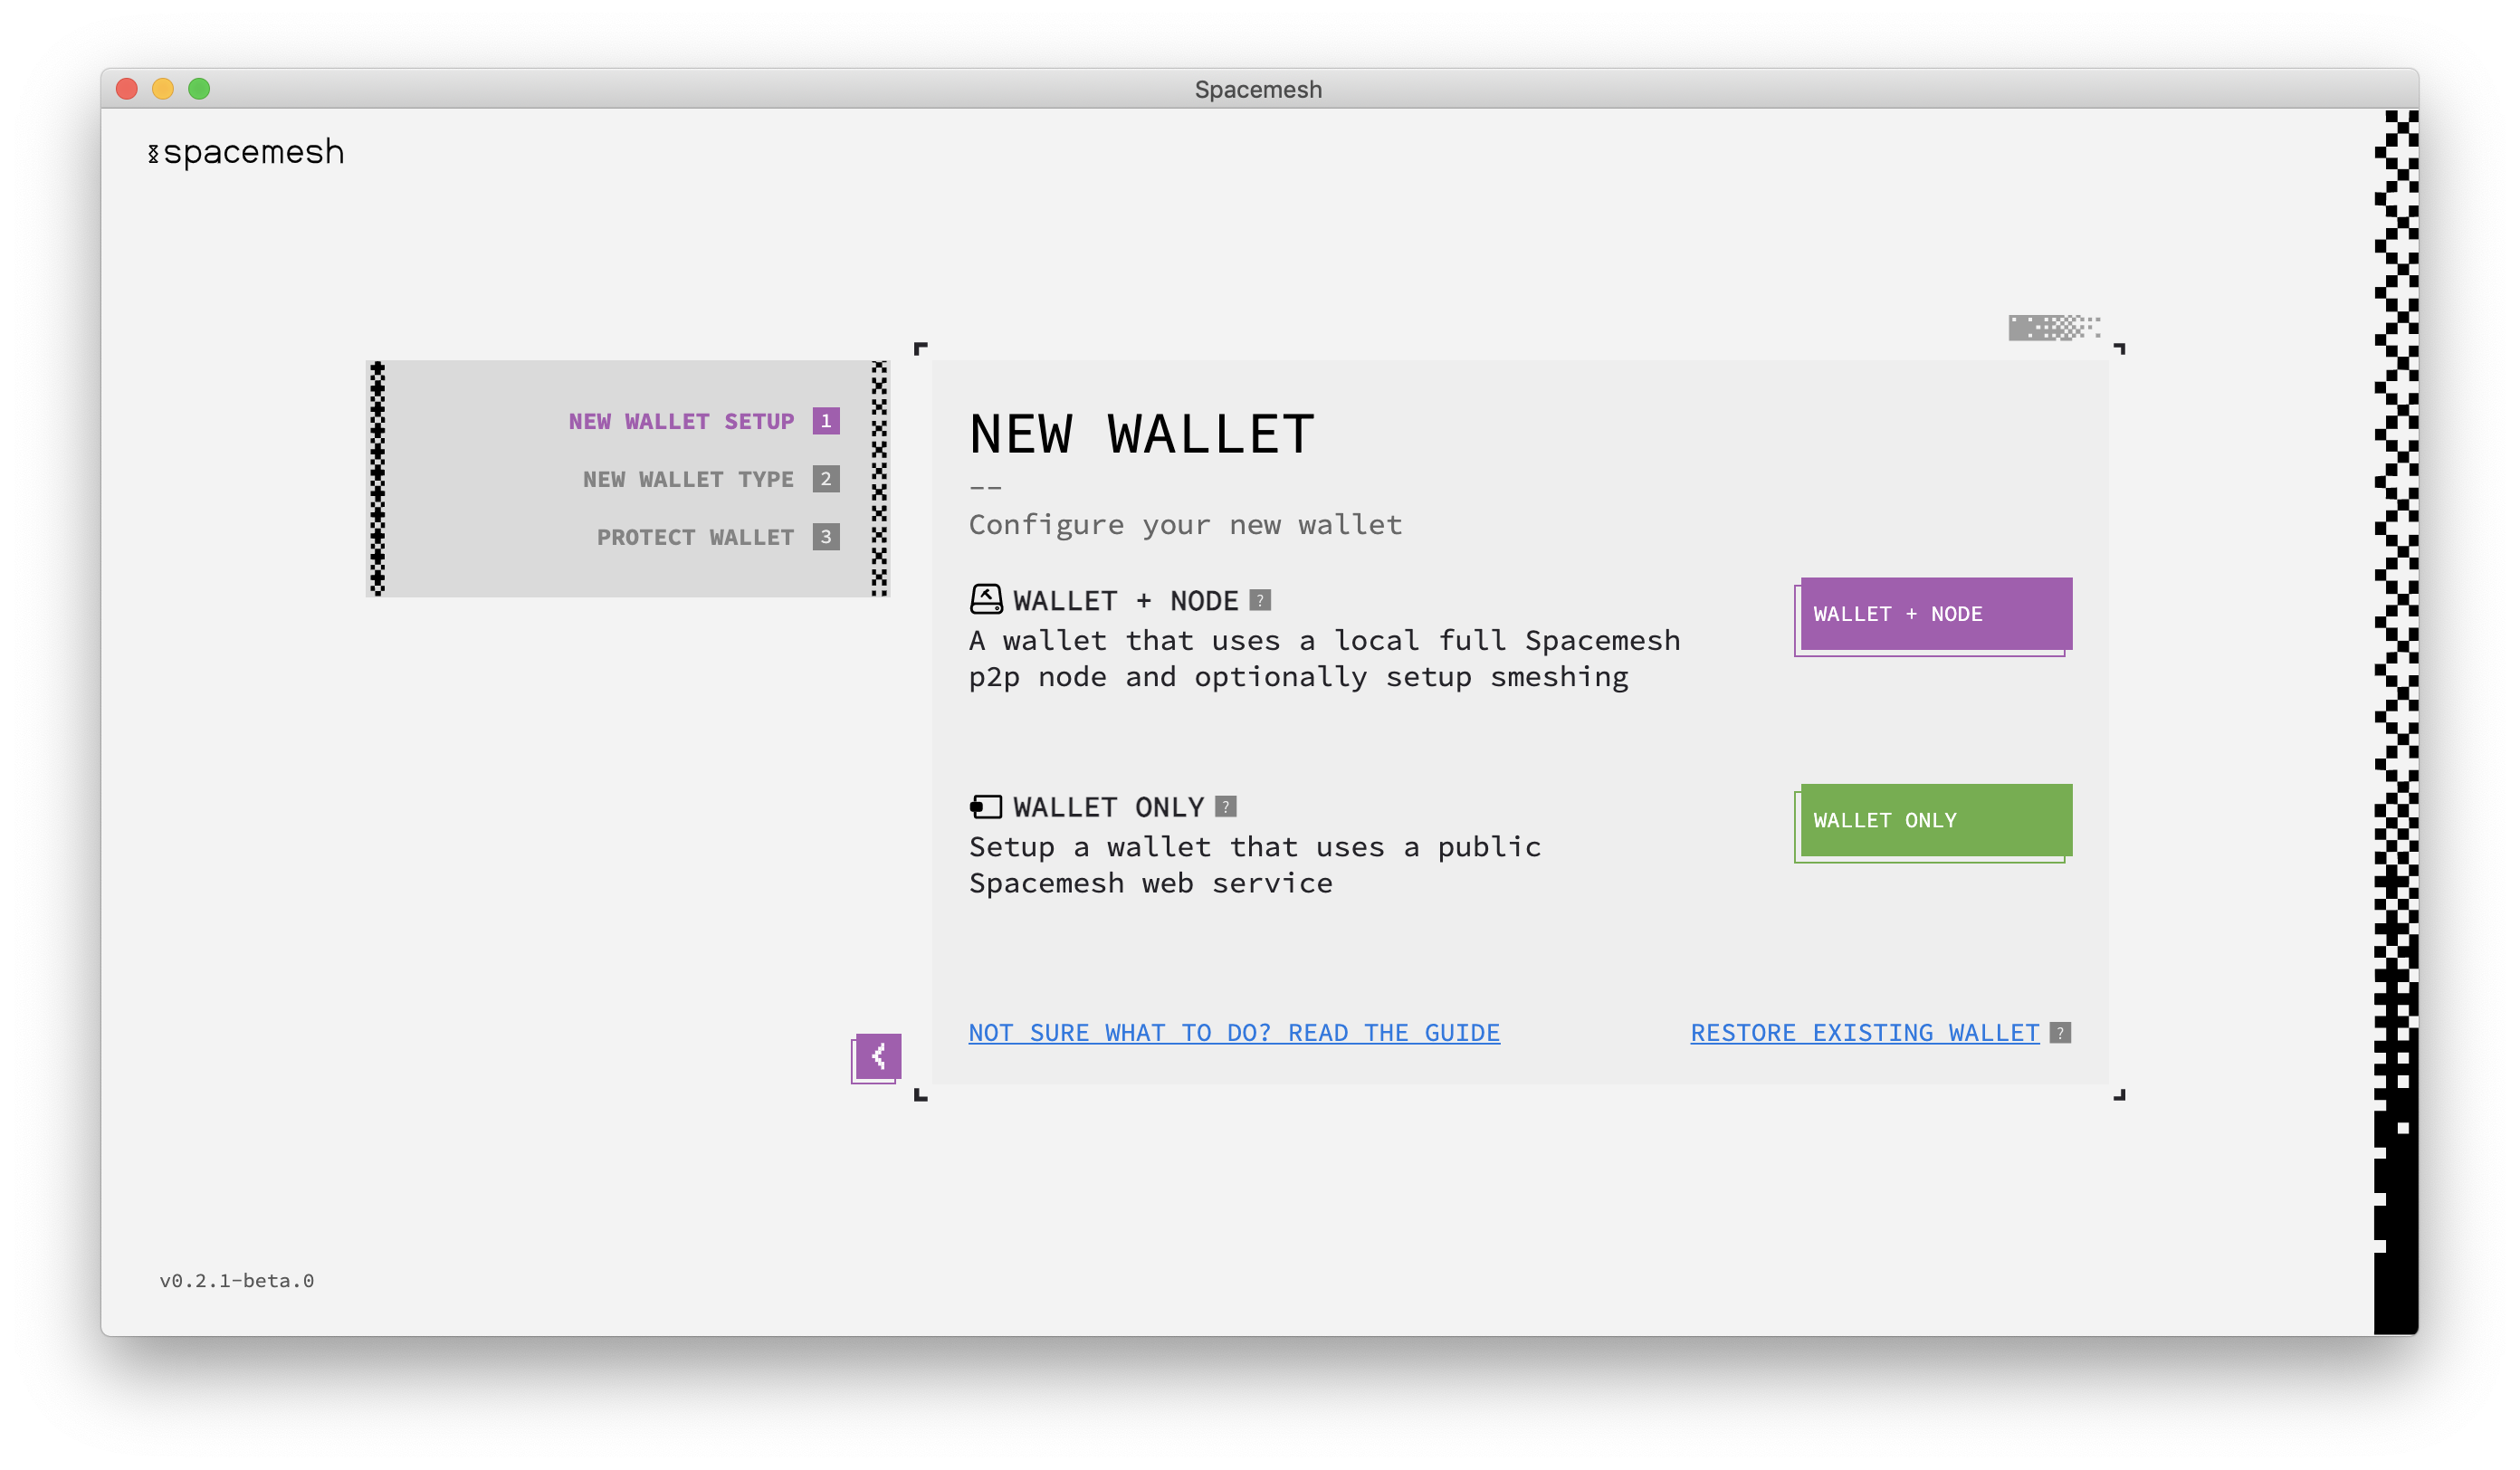 Spacemesh
spacemesh
NEW WALLET SETUP 1
NEW WALLET TYPE 2
PROTECT WALLET 3
NEW WALLET
--
Configure your new wallet
WALLET + NODE ?
A wallet that uses a local full Spacemesh
p2p node and optionally setup smeshing
WALLET + NODE
WALLET ONLY ?
Setup a wallet that uses a public
Spacemesh web service
WALLET ONLY
NOT SURE WHAT TO DO? READ THE GUIDE
RESTORE EXISTING WALLET ?
v0.2.1-beta.0